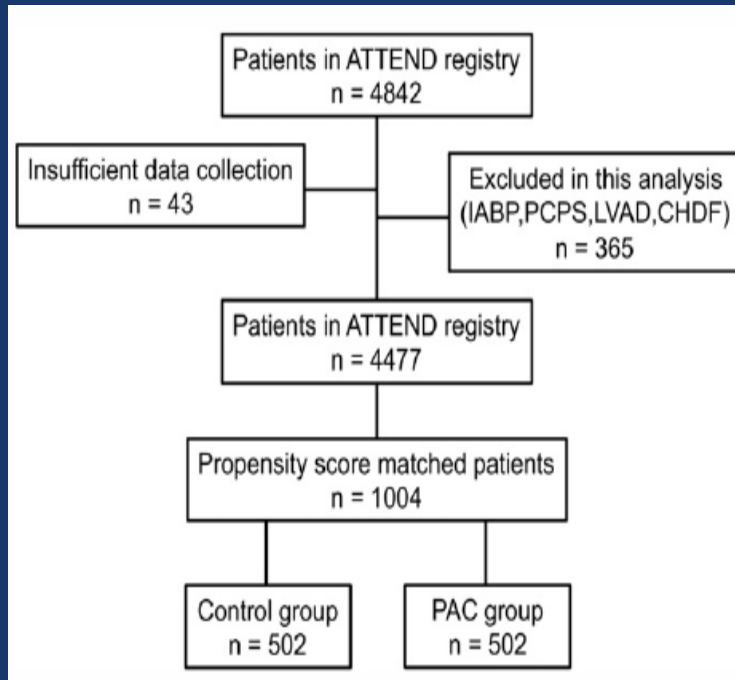 Patients in ATTEND registry
n = 4842
Insufficient data collection
n = 43
Excluded in this analysis
(IABP,PCPS,LVAD,CHDF)
n = 365
Patients in ATTEND registry
n = 4477
Propensity score matched patients
n = 1004
Control group
n = 502
PAC group
n = 502